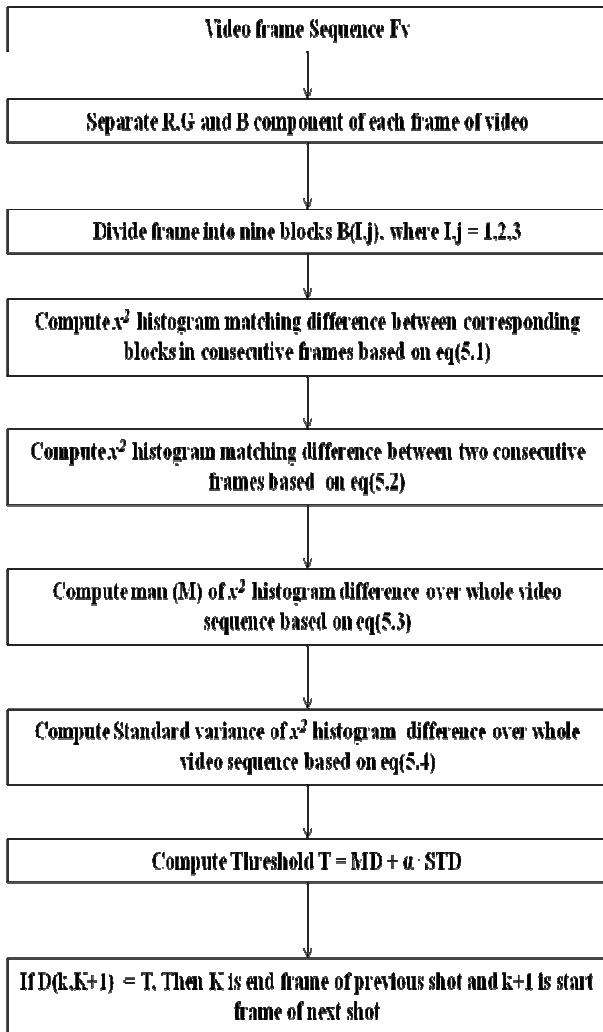 Video frame Sequence Fv
Separate R.G and B component of each frame of video
Divide frame into nine blocks B(I,j), where I,j = 1,2,3
Compute x² histogram matching difference between corresponding
blocks in consecutive frames based on eq(5.1)
Compute x² histogram matching difference between two consecutive
frames based on eq(5.2)
Compute man (M) of x² histogram difference over whole video
sequence based on eq(5.3)
Compute Standard variance of x² histogram difference over whole
video sequence based on eq(5.4)
Compute Threshold T = MD + α · STD
If D(k,K+1) = T, Then K is end frame of previous shot and k+1 is start
frame of next shot